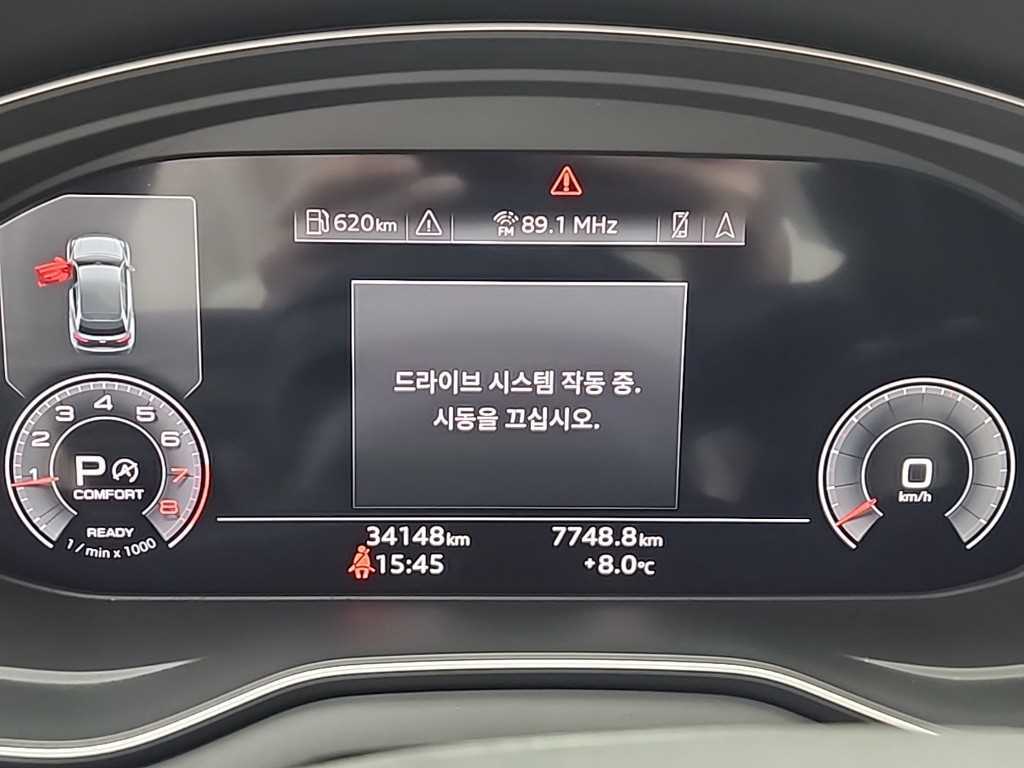 620km
FM 89.1 MHz
드라이브 시스템 작동 중.
시동을 끄십시오.
1 2 3 4 5 6 7 8
P A
COMFORT
READY
1 / min x 1000
0
km/h
34148km 7748.8km
15:45 +8.0°C